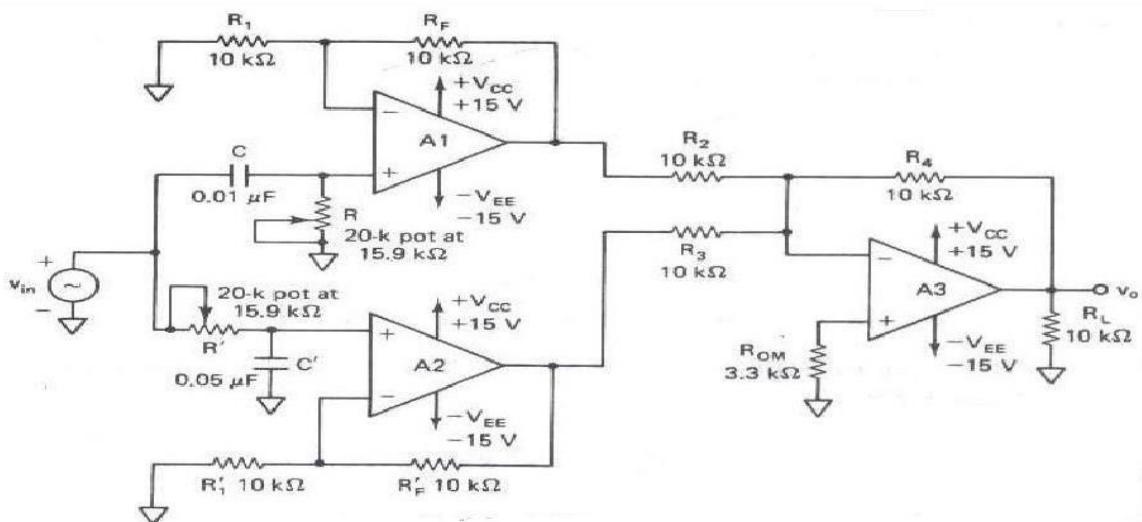 R1
10 kΩ
RF
10 kΩ
+VCC
+15 V
−
A1
+
−VEE
−15 V
C
0.01 µF
R
20-k pot at
15.9 kΩ
R2
10 kΩ
R4
10 kΩ
R3
10 kΩ
+VCC
+15 V
−
A3
+
vo
RL
10 kΩ
−VEE
−15 V
ROM
3.3 kΩ
+
vin
~
−
20-k pot at
15.9 kΩ
R'
C'
0.05 µF
+VCC
+15 V
+
A2
−
−VEE
−15 V
R'1 10 kΩ
R'F 10 kΩ